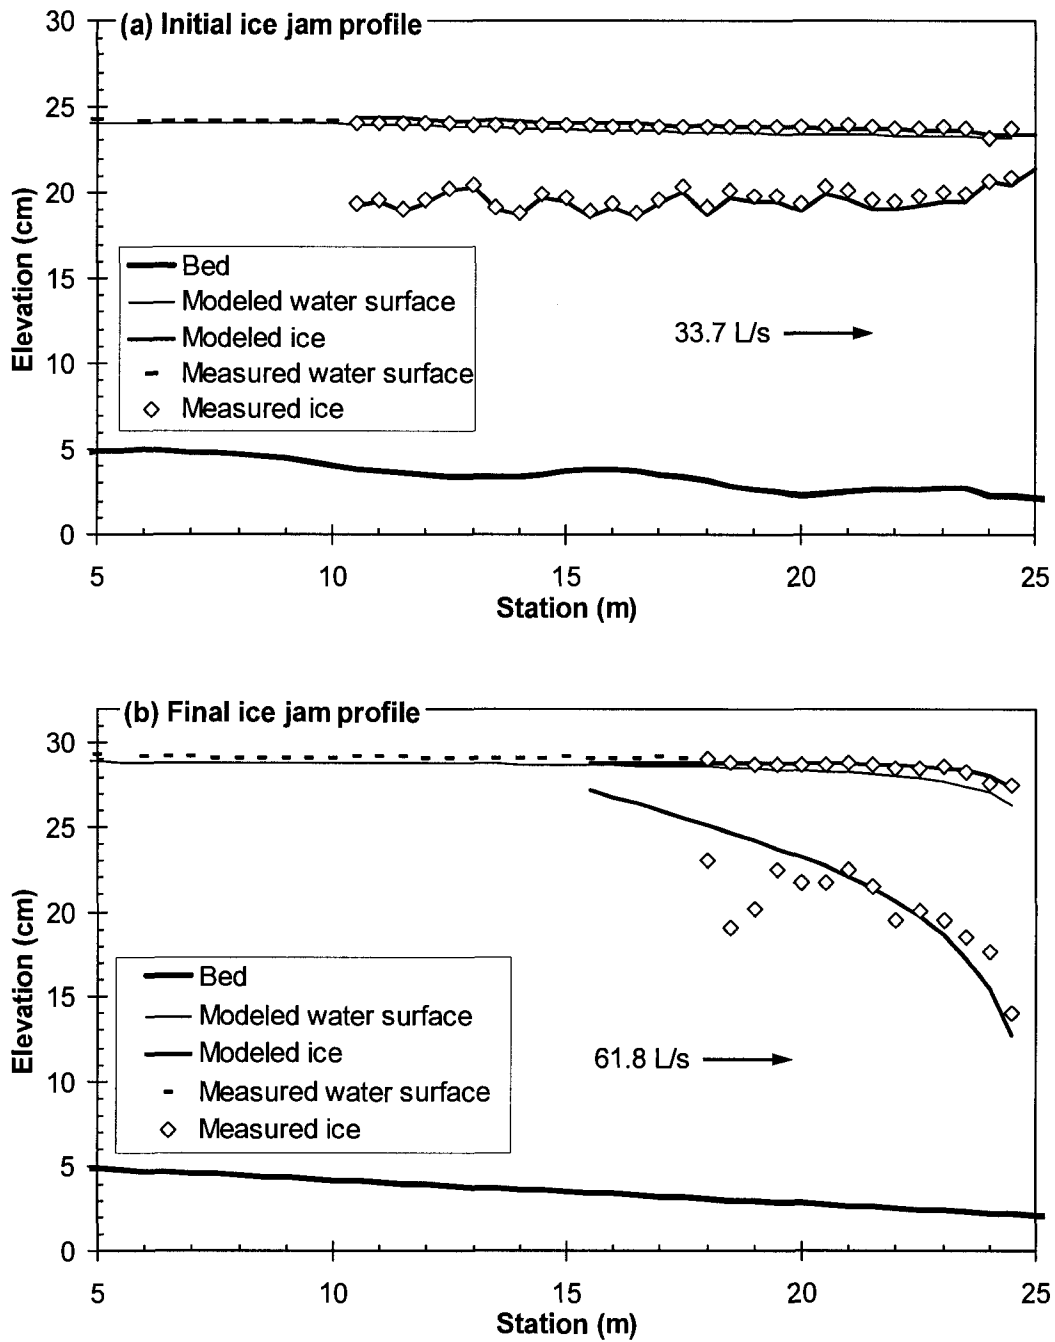 (a) Initial ice jam profile
30
25
20
15
10
5
0
Elevation (cm)
Bed
Modeled water surface
Modeled ice
Measured water surface
Measured ice
33.7 L/s
5 10 15 20 25
Station (m)
(b) Final ice jam profile
30
25
20
15
10
5
0
Elevation (cm)
Bed
Modeled water surface
Modeled ice
Measured water surface
Measured ice
61.8 L/s
5 10 15 20 25
Station (m)